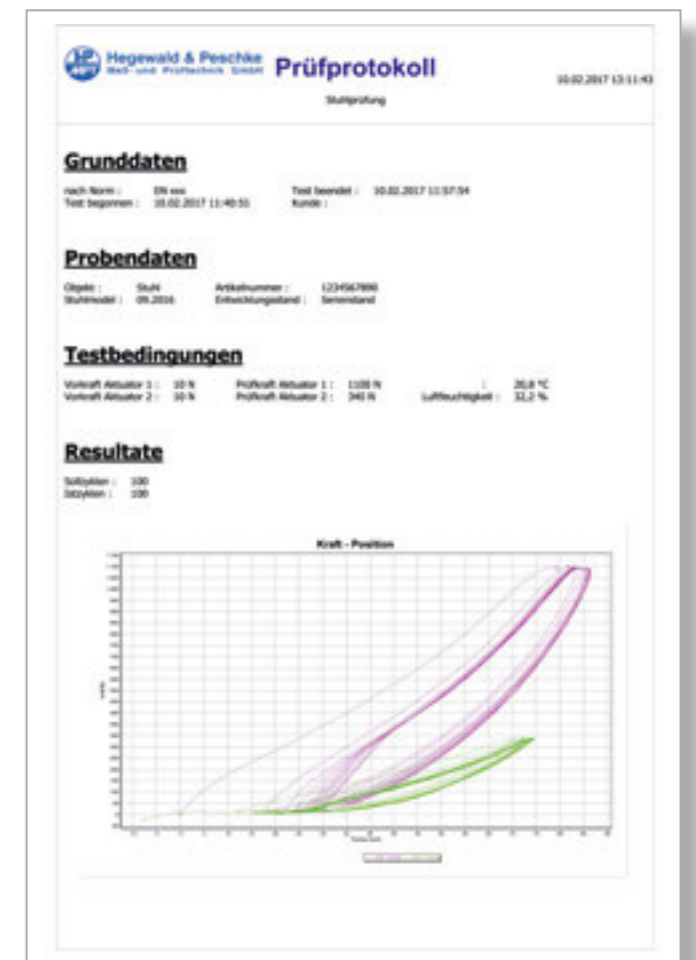 Hegewald & Peschke
Meß- und Prüftechnik GmbH
Prüfprotokoll
10.02.2017 13:11:43
Stuhlprüfung
Grunddaten
nach Norm : EN xxx Test beendet : 10.02.2017 11:57:54
Test begonnen : 10.02.2017 11:40:51 Kunde :
Probendaten
Objekt : Stuhl Artikelnummer : 1234567890
Stuhlmodel : 09.2016 Entwicklungsstand : Serienstand
Testbedingungen
Vorkraft Aktuator 1 : 10 N Prüfkraft Aktuator 1 : 1100 N : 20,8 °C
Vorkraft Aktuator 2 : 10 N Prüfkraft Aktuator 2 : 340 N Luftfeuchtigkeit : 32,2 %
Resultate
Sollzyklen : 100
Istzyklen : 100
Kraft - Position